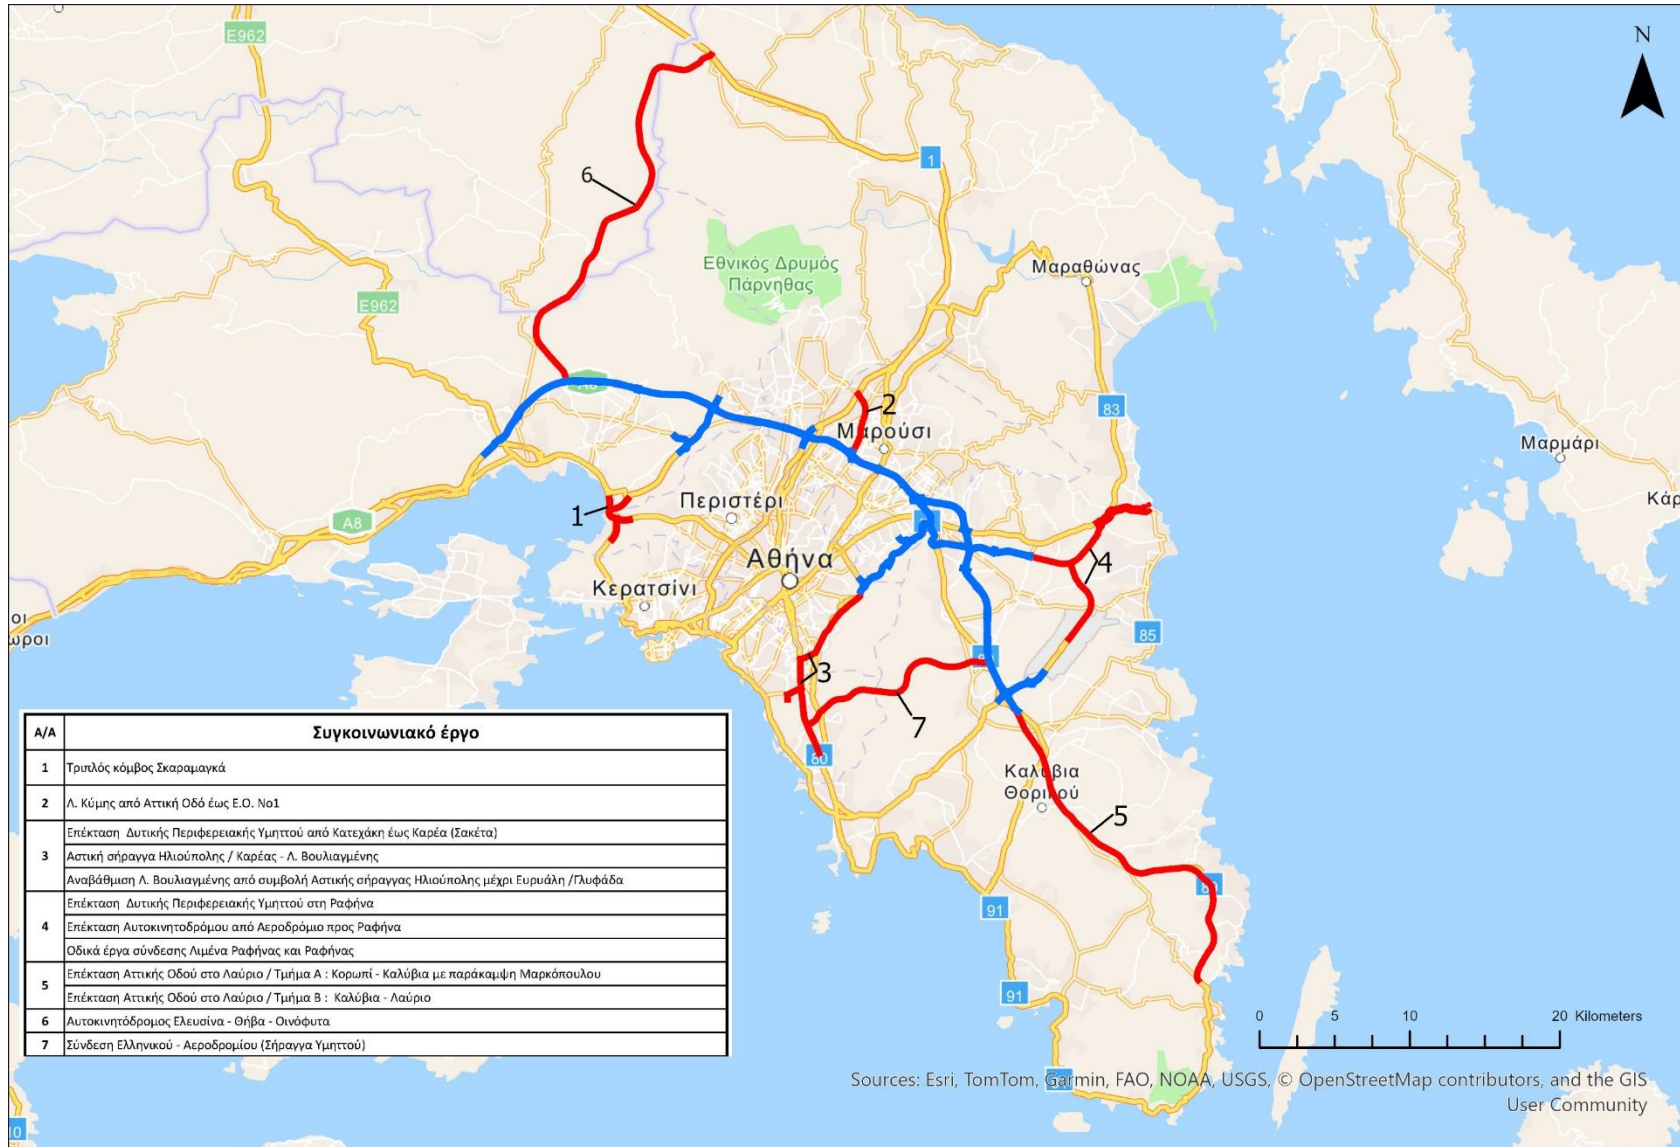 E962
N
1
6
Εθνικός Δρυμός
Πάρνηθας
Μαραθώνας
E962
2
83
Μαρούσι
Μαρμάρι
Περιστέρι
1
A8
Κάρ
4
Αθήνα
Κερατσίνι
οι
ωροι
85
3
7
80
Καλύβια
Θορικού
5
91
91
0 5 10 20 Kilometers
Α/Α Συγκοινωνιακό έργο
1 Τριπλός κόμβος Σκαραμαγκά
2 Λ. Κύμης από Αττική Οδό έως Ε.Ο. Νο1
Επέκταση Δυτικής Περιφερειακής Υμηττού από Κατεχάκη έως Καρέα (Σακέτα)
3 Αστική σήραγγα Ηλιούπολης / Καρέας - Λ. Βουλιαγμένης
Αναβάθμιση Λ. Βουλιαγμένης από συμβολή Αστικής σήραγγας Ηλιούπολης μέχρι Ευρυάλη /Γλυφάδα
Επέκταση Δυτικής Περιφερειακής Υμηττού στη Ραφήνα
4 Επέκταση Αυτοκινητοδρόμου από Αεροδρόμιο προς Ραφήνα
Οδικά έργα σύνδεσης Λιμένα Ραφήνας και Ραφήνας
5 Επέκταση Αττικής Οδού στο Λαύριο / Τμήμα Α : Κορωπί - Καλύβια με παράκαμψη Μαρκόπουλου
Επέκταση Αττικής Οδού στο Λαύριο / Τμήμα Β : Καλύβια - Λαύριο
6 Αυτοκινητόδρομος Ελευσίνα - Θήβα - Οινόφυτα
7 Σύνδεση Ελληνικού - Αεροδρομίου (Σήραγγα Υμηττού)
Sources: Esri, TomTom, Garmin, FAO, NOAA, USGS, © OpenStreetMap contributors, and the GIS
User Community